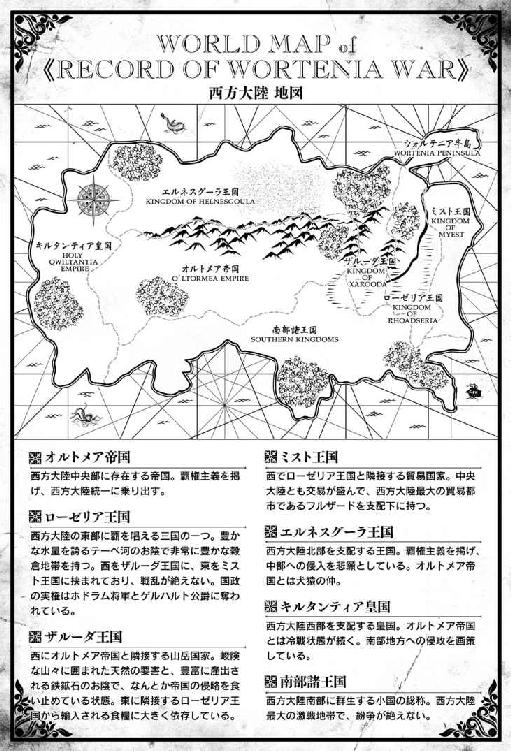 WORLD MAP of
《RECORD OF WORTENIA WAR》
西方大陸 地図
ウォルテニア半島
WORTENIA PENINSULA
エルネスグーラ王国
KINGDOM OF HELNESGOULA
ミスト王国
KINGDOM
OF
MYEST
キルタンティア皇国
HOLY
QWILTANTIA
EMPIRE
オルトメア帝国
O'LTORMEA EMPIRE
ザルーダ王国
KINGDOM
OF
XAROODA
ローゼリア王国
KINGDOM
OF
RHOADSERIA
南部諸王国
SOUTHERN KINGDOMS
オルトメア帝国
西方大陸中央部に存在する帝国。覇権主義を掲
げ、西方大陸統一に乗り出す。
ローゼリア王国
西方大陸の東部に覇を唱える三国の一つ。豊か
な水量を誇るテーベ河のお陰で非常に豊かな穀
倉地帯を持つ。西をザルーダ王国に、東をミス
ト王国に挟まれており、戦乱が絶えない。国政
の実権はホドラム将軍とゲルハルト公爵に奪わ
れている。
ザルーダ王国
西にオルトメア帝国と隣接する山岳国家。峻険
な山々に囲まれた天然の要害と、豊富に産出さ
れる鉄鉱石のお陰で、なんとか帝国の侵略を食
い止めている状態。東に隣接するローゼリア王
国から輸入される食糧に大きく依存している。
ミスト王国
西でローゼリア王国と隣接する貿易国家。中央
大陸とも交易が盛んで、西方大陸最大の貿易都
市であるフルザードを支配下に持つ。
エルネスグーラ王国
西方大陸北部を支配する王国。覇権主義を掲げ、
中部への侵入を悲願としている。オルトメア帝
国とは犬猿の仲。
キルタンティア皇国
西方大陸西部を支配する皇国。オルトメア帝国
とは冷戦状態が続く。南部地方への侵攻を画策
している。
南部諸王国
西方大陸南部に群生する小国の総称。西方大陸
最大の激戦地帯で、紛争が絶えない。